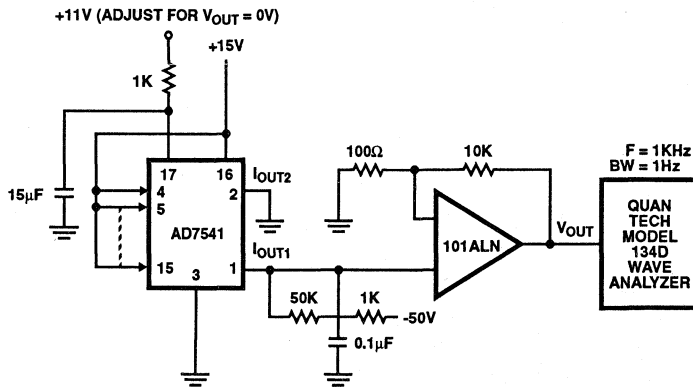 +11V (ADJUST FOR VOUT = 0V)
+15V
1K
15µF
17
16
4
5
15
AD7541
2
1
3
IOUT2
IOUT1
50K
1K
-50V
0.1µF
100Ω
10K
101ALN
VOUT
F = 1KHz
BW = 1Hz
QUAN
TECH
MODEL
134D
WAVE
ANALYZER